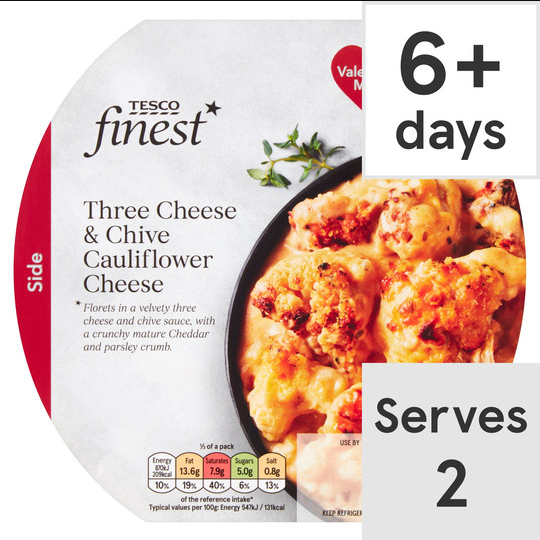 6+
days
Vale
M
TESCO
finest*
Three Cheese
& Chive
Cauliflower
Cheese
*Florets in a velvety three
cheese and chive sauce, with
a crunchy mature Cheddar
and parsley crumb.
Side
Serves
2
USE BY
KEEP REFRIGER
⅓ of a pack
Energy Fat Saturates Sugars Salt
870kJ
209kcal 13.6g 7.9g 5.0g 0.8g
10% 19% 40% 6% 13%
of the reference intake*
Typical values per 100g: Energy 547kJ / 131kcal